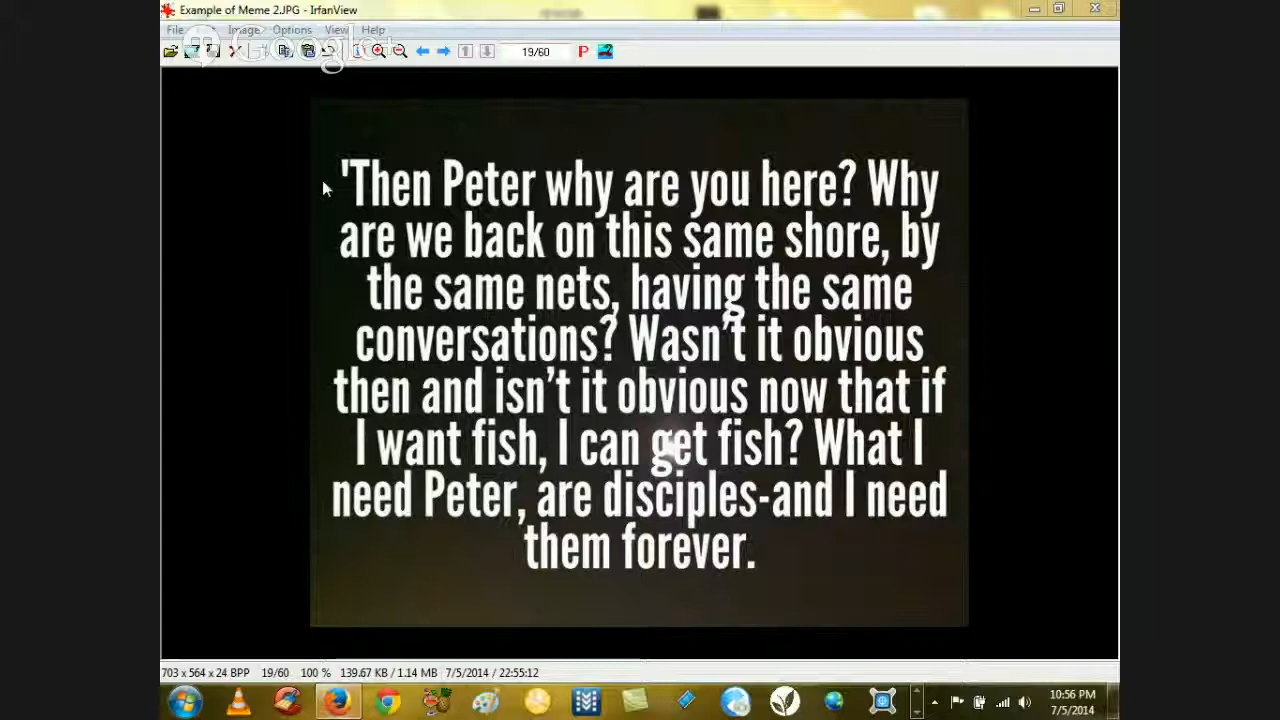 Example of Meme 2.JPG - IrfanView
File Image Options View Help
Google+
19/60
'Then Peter why are you here? Why
are we back on this same shore, by
the same nets, having the same
conversations? Wasn't it obvious
then and isn’t it obvious now that if
I want fish, I can get fish? What I
need Peter, are disciples-and I need
them forever.
703 x 564 x 24 BPP 19/60 100 % 139.67 KB / 1.14 MB 7/5/2014 / 22:55:12
10:56 PM
7/5/2014